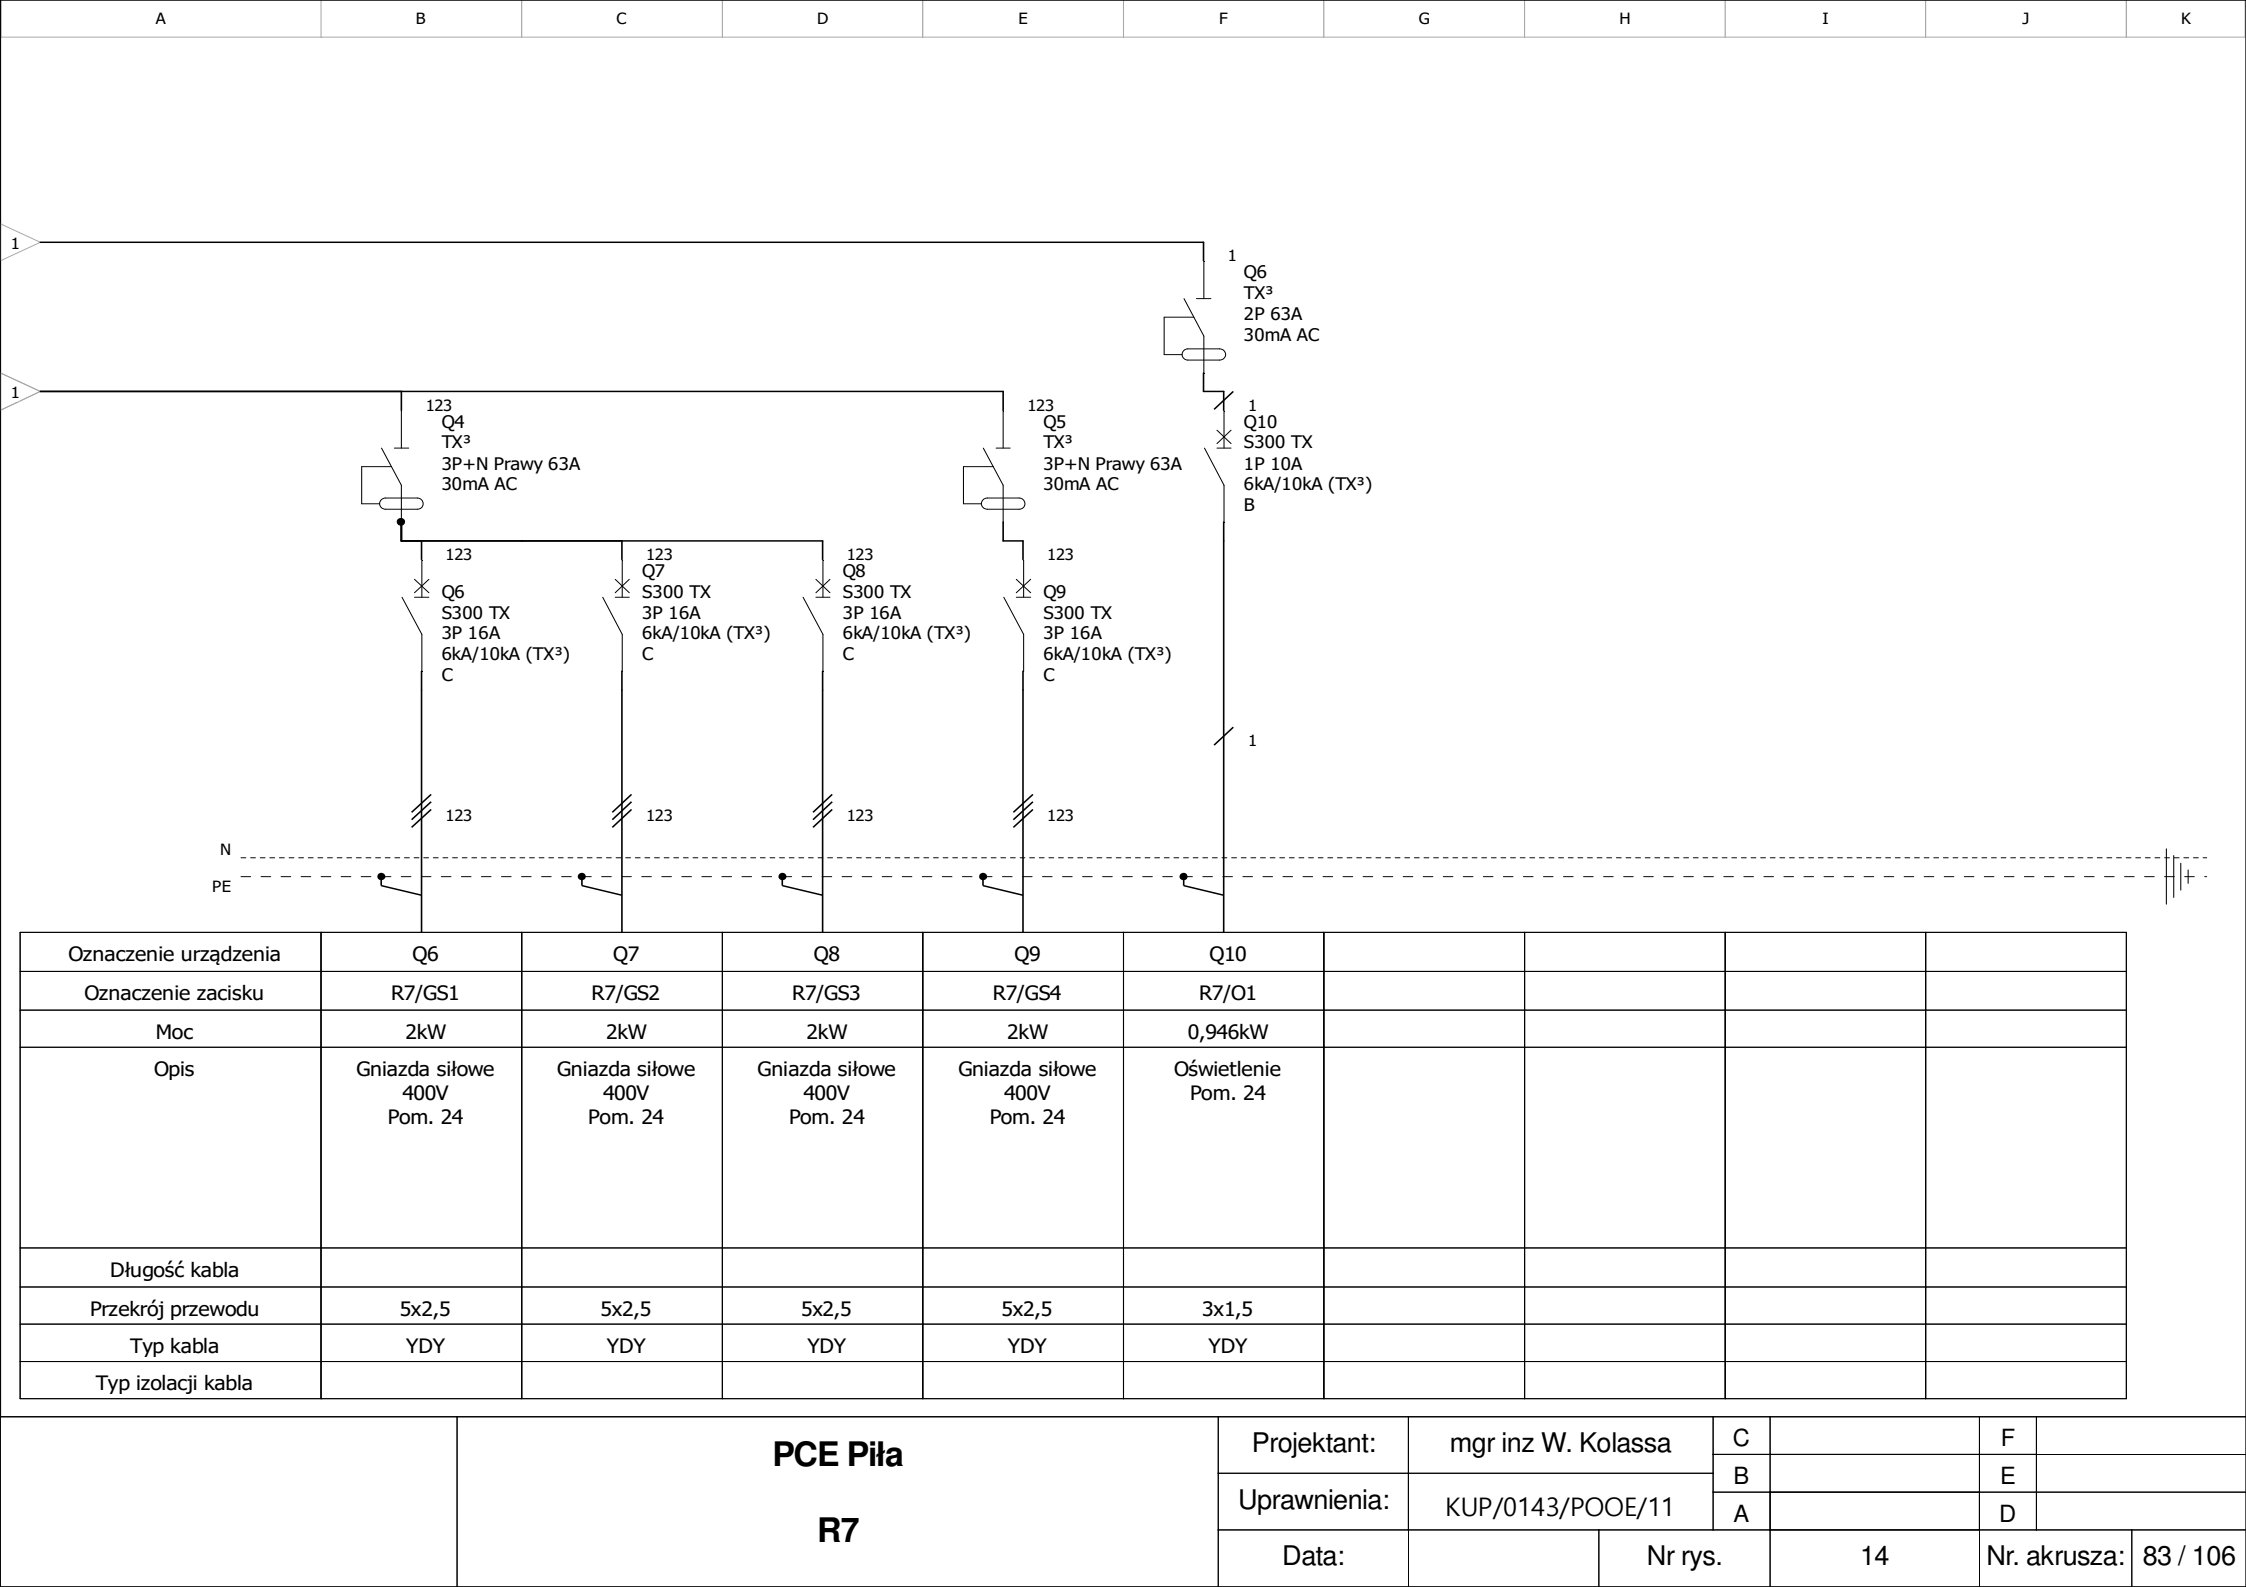 A B C D E F G H I J K
1
1
Q6
TX³
2P 63A
30mA AC
1
123
Q4
TX³
3P+N Prawy 63A
30mA AC
123
Q5
TX³
3P+N Prawy 63A
30mA AC
1
Q10
S300 TX
1P 10A
6kA/10kA (TX³)
B
123
Q6
S300 TX
3P 16A
6kA/10kA (TX³)
C
123
Q7
S300 TX
3P 16A
6kA/10kA (TX³)
C
123
Q8
S300 TX
3P 16A
6kA/10kA (TX³)
C
123
Q9
S300 TX
3P 16A
6kA/10kA (TX³)
C
1
123 123 123 123
N
PE
Oznaczenie urządzenia Q6 Q7 Q8 Q9 Q10
Oznaczenie zacisku R7/GS1 R7/GS2 R7/GS3 R7/GS4 R7/O1
Moc 2kW 2kW 2kW 2kW 0,946kW
Opis Gniazda siłowe Gniazda siłowe Gniazda siłowe Gniazda siłowe Oświetlenie
400V 400V 400V 400V Pom. 24
Pom. 24 Pom. 24 Pom. 24 Pom. 24
Długość kabla
Przekrój przewodu 5x2,5 5x2,5 5x2,5 5x2,5 3x1,5
Typ kabla YDY YDY YDY YDY YDY
Typ izolacji kabla
PCE Piła
R7
Projektant: mgr inz W. Kolassa C F
B E
Uprawnienia: KUP/0143/POOE/11 A D
Data: Nr rys. 14 Nr. akrusza: 83 / 106